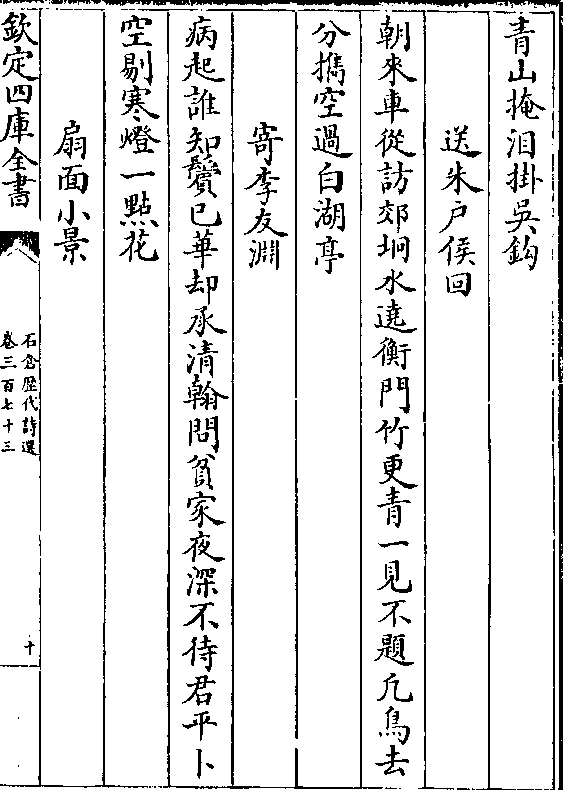 青山掩泪掛吳鈎
送朱户侯回
朝來車從訪郊坰水遶衡門竹更青一見不題凢鳥去
分擕空過白湖亭
寄李友淵
病起誰知鬢已華却承清翰問貧家夜深不待君平卜
空剔寒燈一點花
扇面小景
欽定四庫全書
石倉歴代詩選
卷三百七十三
十